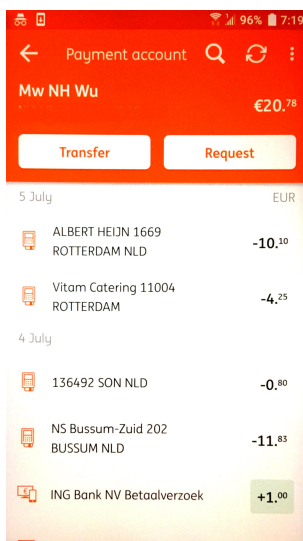 96% 7:19
Payment account
Mw NH Wu
€20.78
Transfer
Request
5 July EUR
ALBERT HEIJN 1669
ROTTERDAM NLD
-10.10
Vitam Catering 11004
ROTTERDAM
-4.25
4 July
136492 SON NLD
-0.80
NS Bussum-Zuid 202
BUSSUM NLD
-11.83
ING Bank NV Betaalverzoek
+1.00